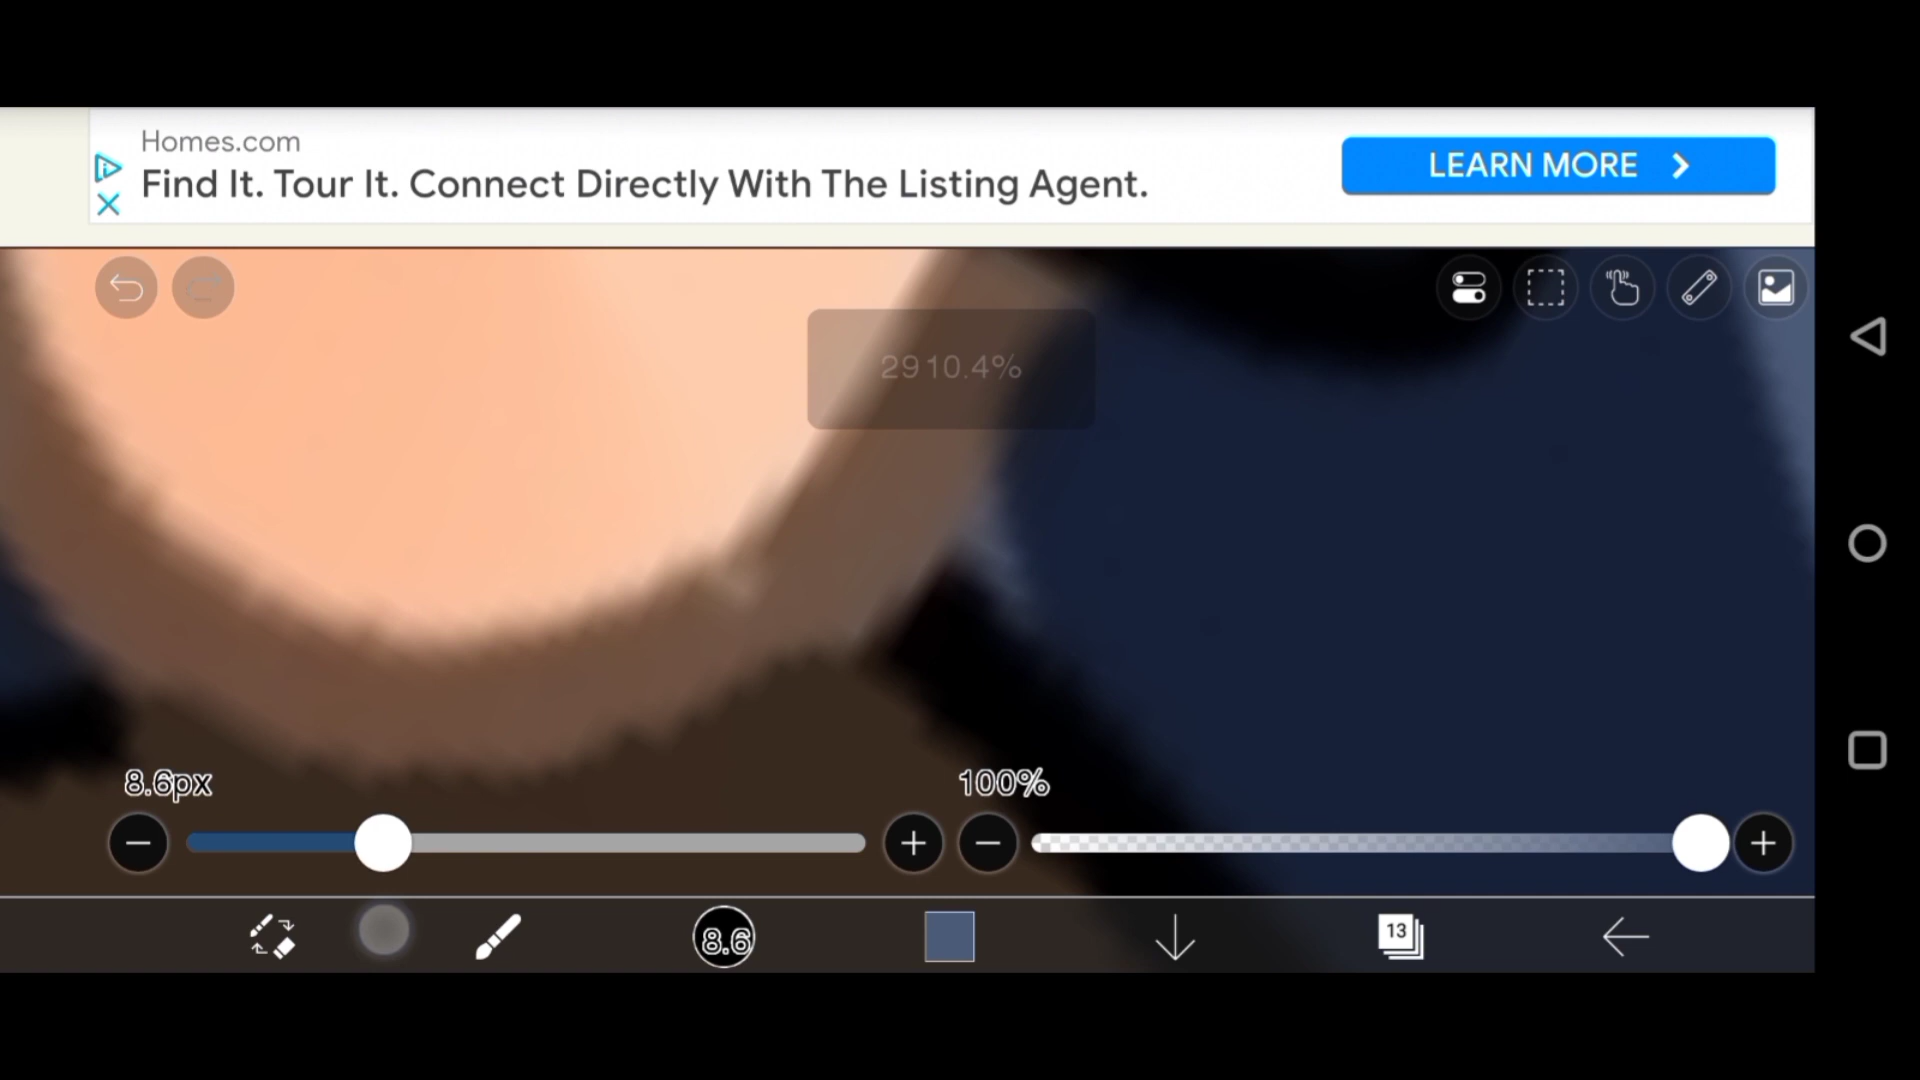 Homes.com
Find It. Tour It. Connect Directly With The Listing Agent.
LEARN MORE
2910.4%
8.6px
100%
8.6
13